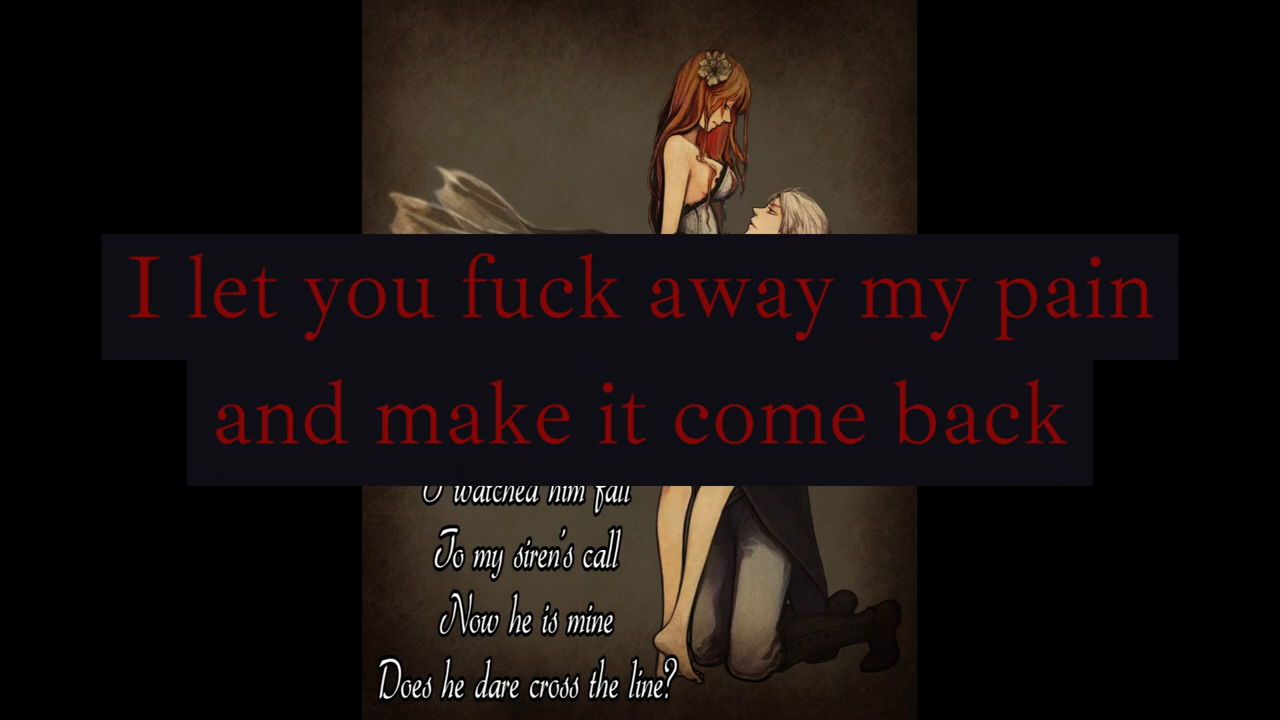 I let you fuck away my pain
and make it come back
I watched him fall
To my siren's call
Now he is mine
Does he dare cross the line?